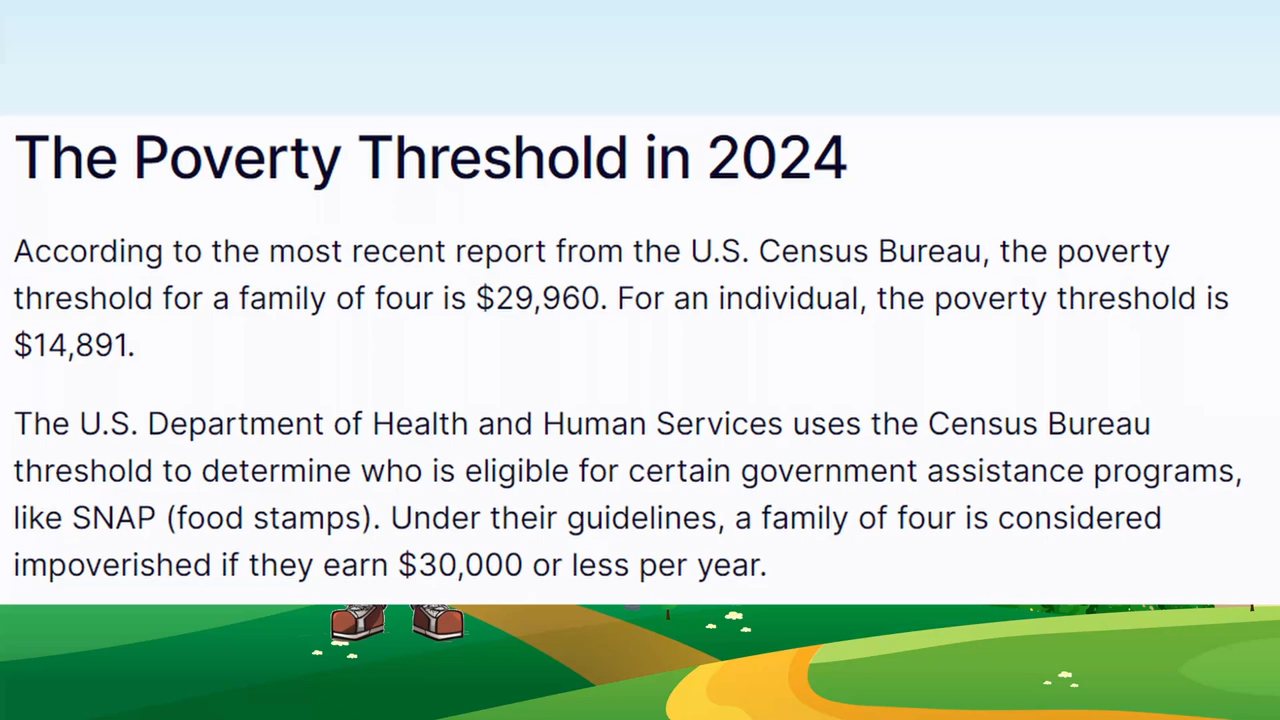 The Poverty Threshold in 2024
According to the most recent report from the U.S. Census Bureau, the poverty
threshold for a family of four is $29,960. For an individual, the poverty threshold is
$14,891.
The U.S. Department of Health and Human Services uses the Census Bureau
threshold to determine who is eligible for certain government assistance programs,
like SNAP (food stamps). Under their guidelines, a family of four is considered
impoverished if they earn $30,000 or less per year.